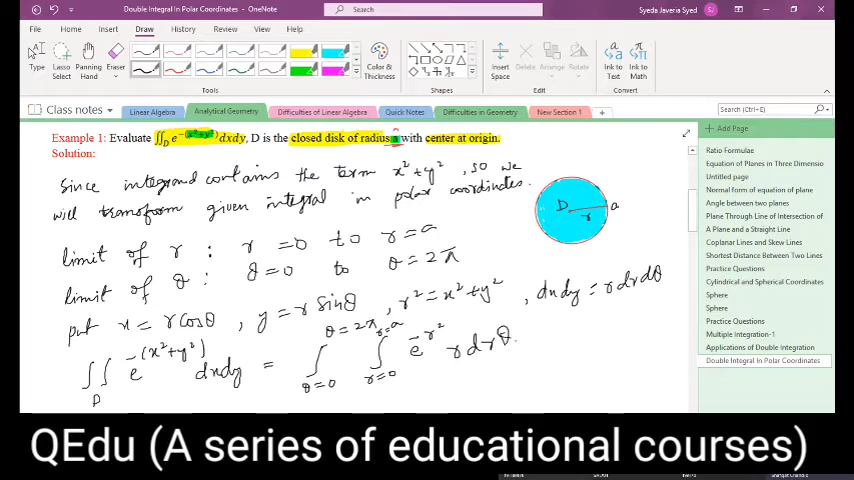 Double Integral In Polar Coordinates - OneNote
Search
Syeda Javeria Syed
SJ
File Home Insert Draw History Review View Help
Type
Lasso Select
Panning Hand
Eraser
Color & Thickness
Insert Space
Arrange
Rotate
Ink to Text
Ink to Math
Tools
Shapes
Edit
Convert
Class notes
Linear Algebra
Analytical Geometry
Difficulties of Linear Algebra
Quick Notes
Difficulties in Geometry
New Section 1
+
Search (Ctrl+E)
Example 1: Evaluate ∬_D e^−(x²+y²) dxdy, D is the closed disk of radius a with center at origin.
Solution:
Since integrand contains the term x²+y², so we
will transform given integral in polar coordinates.
D r a
limit of r : r = 0 to r = a
limit of θ : θ = 0 to θ = 2π
put x = r cosθ , y = r sinθ , r² = x²+y² , dxdy = r dr dθ
∬_D e^−(x²+y²) dxdy = ∫_θ=0^θ=2π ∫_r=0^r=a e^−r² r dr θ
Add Page
Ratio Formulae
Equation of Planes in Three Dimensio
Untitled page
Normal form of equation of plane
Angle between two planes
Plane Through Line of Intersection of
A Plane and a Straight Line
Coplanar Lines and Skew Lines
Shortest Distance Between Two Lines
Practice Questions
Cylindrical and Spherical Coordinates
Sphere
Sphere
Practice Questions
Multiple Integration-1
Applications of Double Integration
Double Integral In Polar Coordinates
QEdu (A series of educational courses)